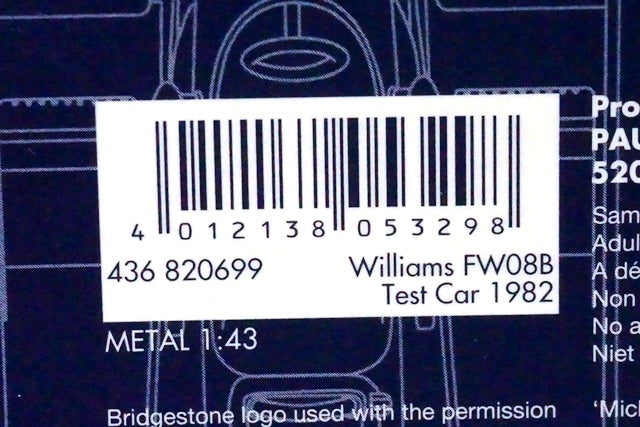 4 012138 053298
436 820699 Williams FW08B
Test Car 1982
METAL 1:43
Bridgestone logo used with the permission
Pro
PAU
520
Sam
Adul
A dé
Non
No a
Niet
'Mich